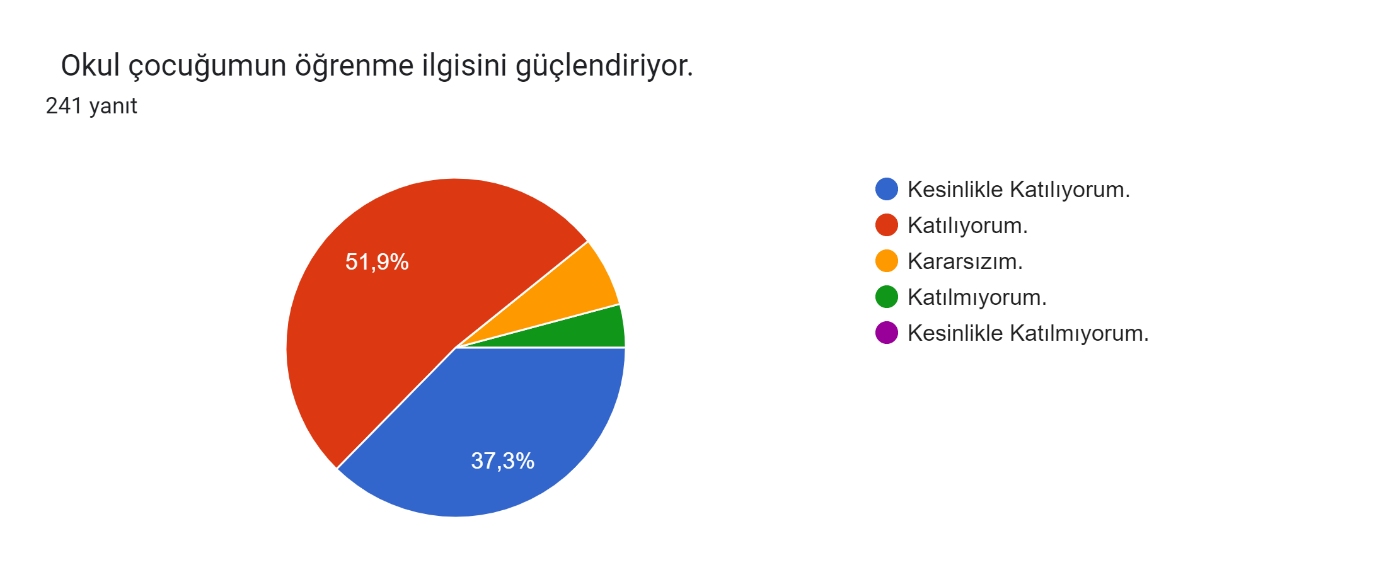 Okul çocuğumun öğrenme ilgisini güçlendiriyor.
241 yanıt
51,9%
37,3%
Kesinlikle Katılıyorum.
Katılıyorum.
Kararsızım.
Katılmıyorum.
Kesinlikle Katılmıyorum.